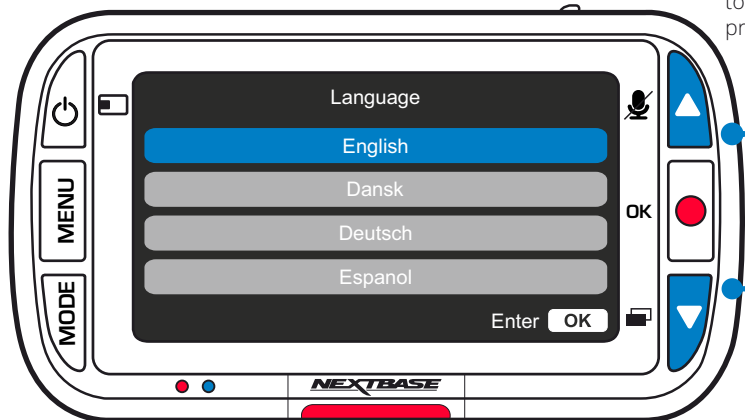 to
pr
Language
English
MENU
Dansk
OK
Deutsch
Espanol
MODE
Enter OK
NEXTBASE